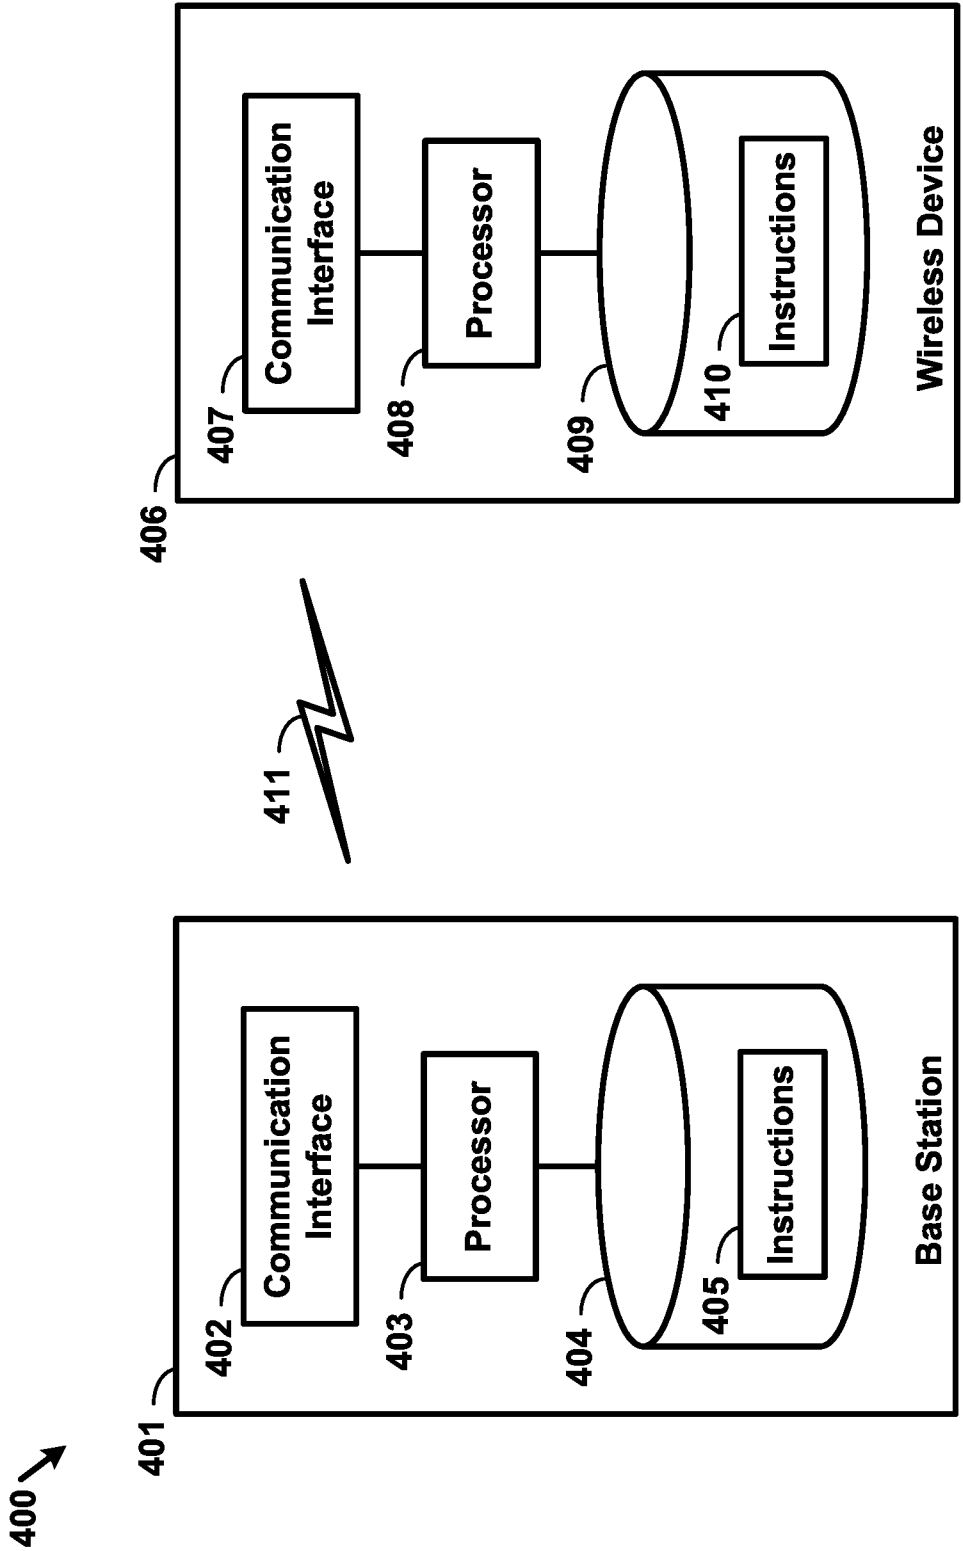 400
401
402
Communication
Interface
403
Processor
404
405
Instructions
Base Station
411
406
407
Communication
Interface
408
Processor
409
410
Instructions
Wireless Device